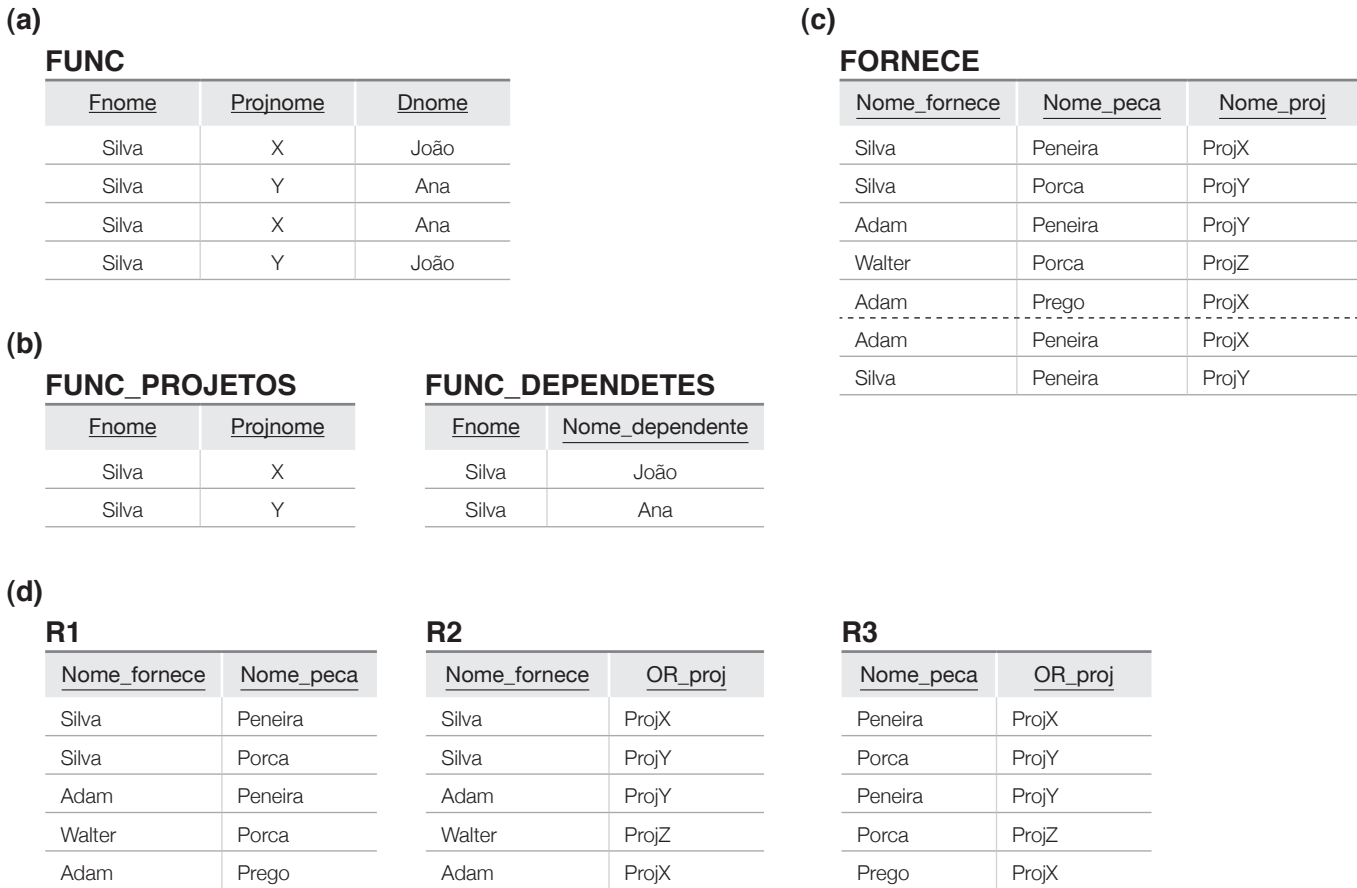 (a)
FUNC
Fnome Projnome Dnome
Silva X João
Silva Y Ana
Silva X Ana
Silva Y João
(b)
FUNC_PROJETOS
Fnome Projnome
Silva X
Silva Y
FUNC_DEPENDETES
Fnome Nome_dependente
Silva João
Silva Ana
(c)
FORNECE
Nome_fornece Nome_peca Nome_proj
Silva Peneira ProjX
Silva Porca ProjY
Adam Peneira ProjY
Walter Porca ProjZ
Adam Prego ProjX
Adam Peneira ProjX
Silva Peneira ProjY
(d)
R1
Nome_fornece Nome_peca
Silva Peneira
Silva Porca
Adam Peneira
Walter Porca
Adam Prego
R2
Nome_fornece OR_proj
Silva ProjX
Silva ProjY
Adam ProjY
Walter ProjZ
Adam ProjX
R3
Nome_peca OR_proj
Peneira ProjX
Porca ProjY
Peneira ProjY
Porca ProjZ
Prego ProjX